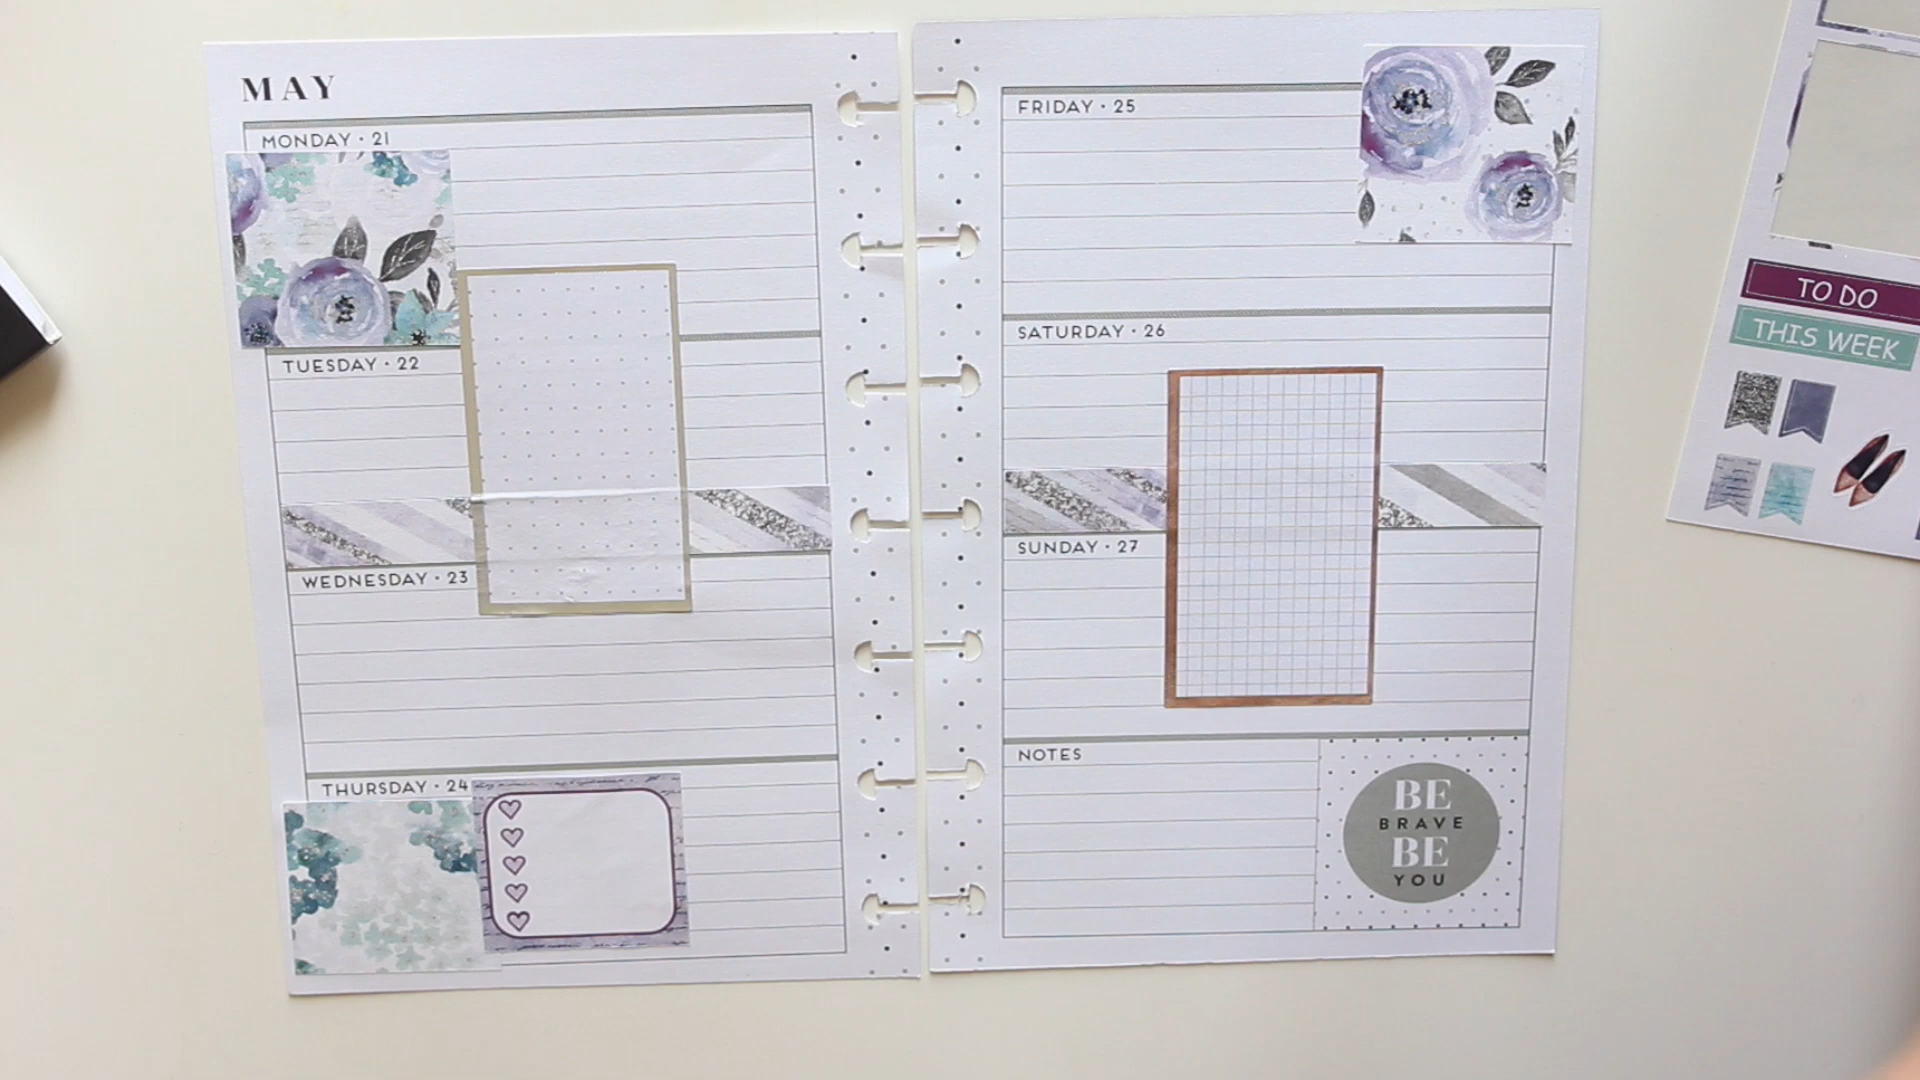 MAY
MONDAY • 21
TUESDAY • 22
WEDNESDAY • 23
THURSDAY • 24
FRIDAY • 25
SATURDAY • 26
SUNDAY • 27
NOTES
BE
BRAVE
BE
YOU
TO DO
THIS WEEK